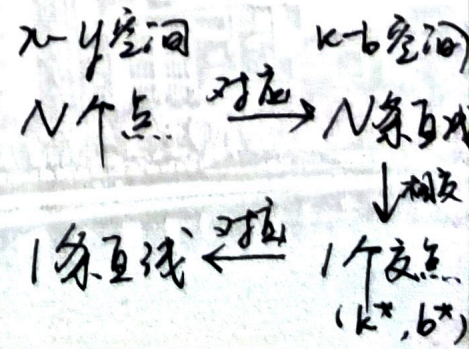 x-y空间 k-b空间
N个点 对应 N条直线
相交
1条直线 对应 1个交点
(k*, b*)